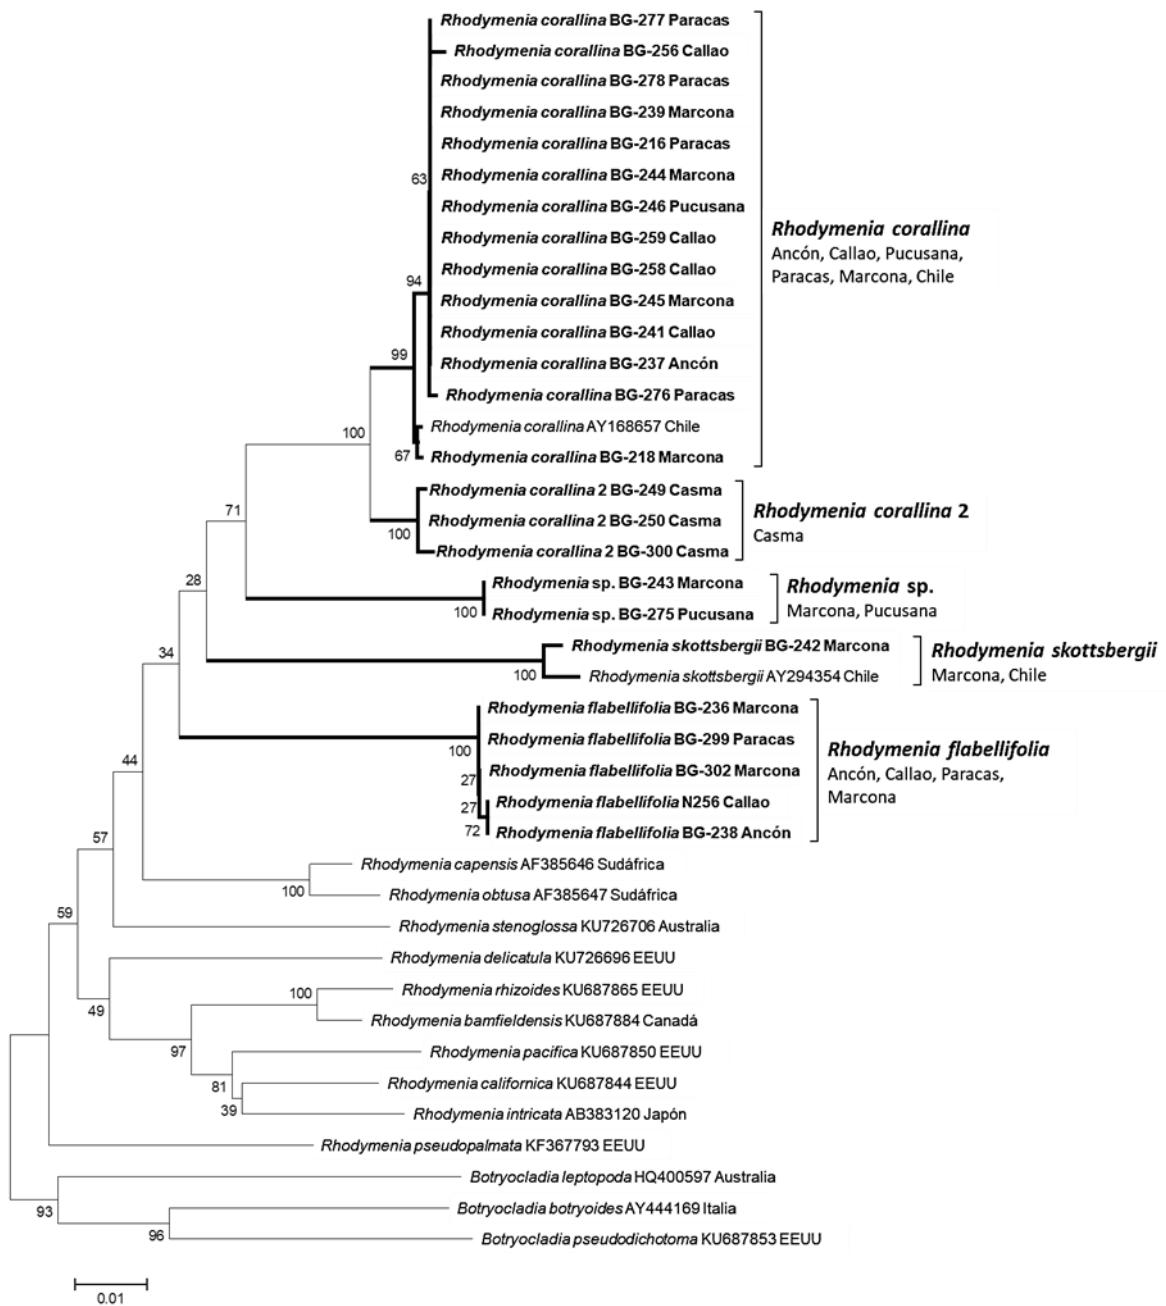 Rhodymenia corallina BG-277 Paracas
Rhodymenia corallina BG-256 Callao
Rhodymenia corallina BG-278 Paracas
Rhodymenia corallina BG-239 Marcona
Rhodymenia corallina BG-216 Paracas
63
Rhodymenia corallina BG-244 Marcona
Rhodymenia corallina BG-246 Pucusana
Rhodymenia corallina BG-259 Callao
Rhodymenia corallina BG-258 Callao
Rhodymenia corallina BG-245 Marcona
Rhodymenia corallina BG-241 Callao
Rhodymenia corallina BG-237 Ancón
Rhodymenia corallina BG-276 Paracas
Rhodymenia corallina AY168657 Chile
Rhodymenia corallina BG-218 Marcona
Rhodymenia corallina
Ancón, Callao, Pucusana,
Paracas, Marcona, Chile
94
99
67
100
Rhodymenia corallina 2 BG-249 Casma
Rhodymenia corallina 2 BG-250 Casma
Rhodymenia corallina 2 BG-300 Casma
100
Rhodymenia corallina 2
Casma
71
Rhodymenia sp. BG-243 Marcona
Rhodymenia sp. BG-275 Pucusana
100
Rhodymenia sp.
Marcona, Pucusana
28
Rhodymenia skottsbergii BG-242 Marcona
Rhodymenia skottsbergii AY294354 Chile
100
Rhodymenia skottsbergii
Marcona, Chile
34
Rhodymenia flabellifolia BG-236 Marcona
Rhodymenia flabellifolia BG-299 Paracas
Rhodymenia flabellifolia BG-302 Marcona
Rhodymenia flabellifolia N256 Callao
Rhodymenia flabellifolia BG-238 Ancón
100
27
27
72
Rhodymenia flabellifolia
Ancón, Callao, Paracas,
Marcona
44
57
Rhodymenia capensis AF385646 Sudáfrica
100
Rhodymenia obtusa AF385647 Sudáfrica
59
Rhodymenia stenoglossa KU726706 Australia
Rhodymenia delicatula KU726696 EEUU
100
Rhodymenia rhizoides KU687865 EEUU
49
Rhodymenia bamfieldensis KU687884 Canadá
97
Rhodymenia pacifica KU687850 EEUU
81
Rhodymenia californica KU687844 EEUU
39
Rhodymenia intricata AB383120 Japón
Rhodymenia pseudopalmata KF367793 EEUU
Botryocladia leptopoda HQ400597 Australia
93
Botryocladia botryoides AY444169 Italia
96
Botryocladia pseudodichotoma KU687853 EEUU
0.01